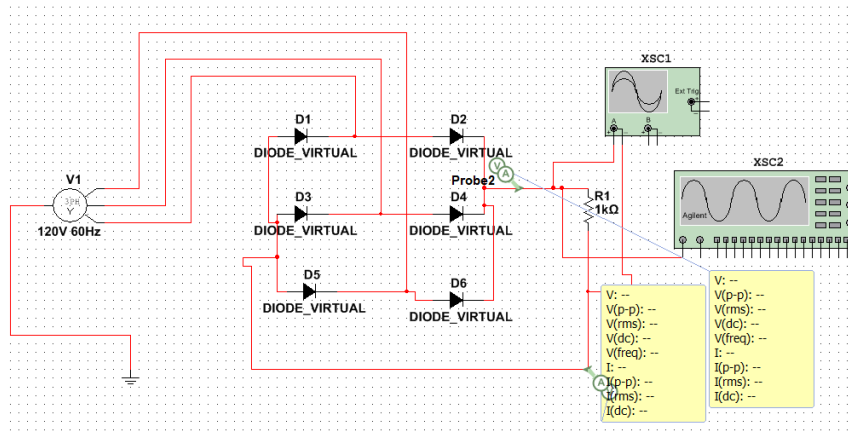 XSC1
Ext Trig
+
-
A
B
+
-
+
-
XSC2
Agilent
D1
DIODE_VIRTUAL
D2
DIODE_VIRTUAL
V
A
Probe2
V1
3PH
Y
120V 60Hz
D3
DIODE_VIRTUAL
D4
DIODE_VIRTUAL
R1
1kΩ
D5
DIODE_VIRTUAL
D6
DIODE_VIRTUAL
V: --
V(p-p): --
V(rms): --
V(dc): --
V(freq): --
I: --
I(p-p): --
I(rms): --
I(dc): --
V: --
V(p-p): --
V(rms): --
V(dc): --
V(freq): --
I: --
I(p-p): --
I(rms): --
I(dc): --
A